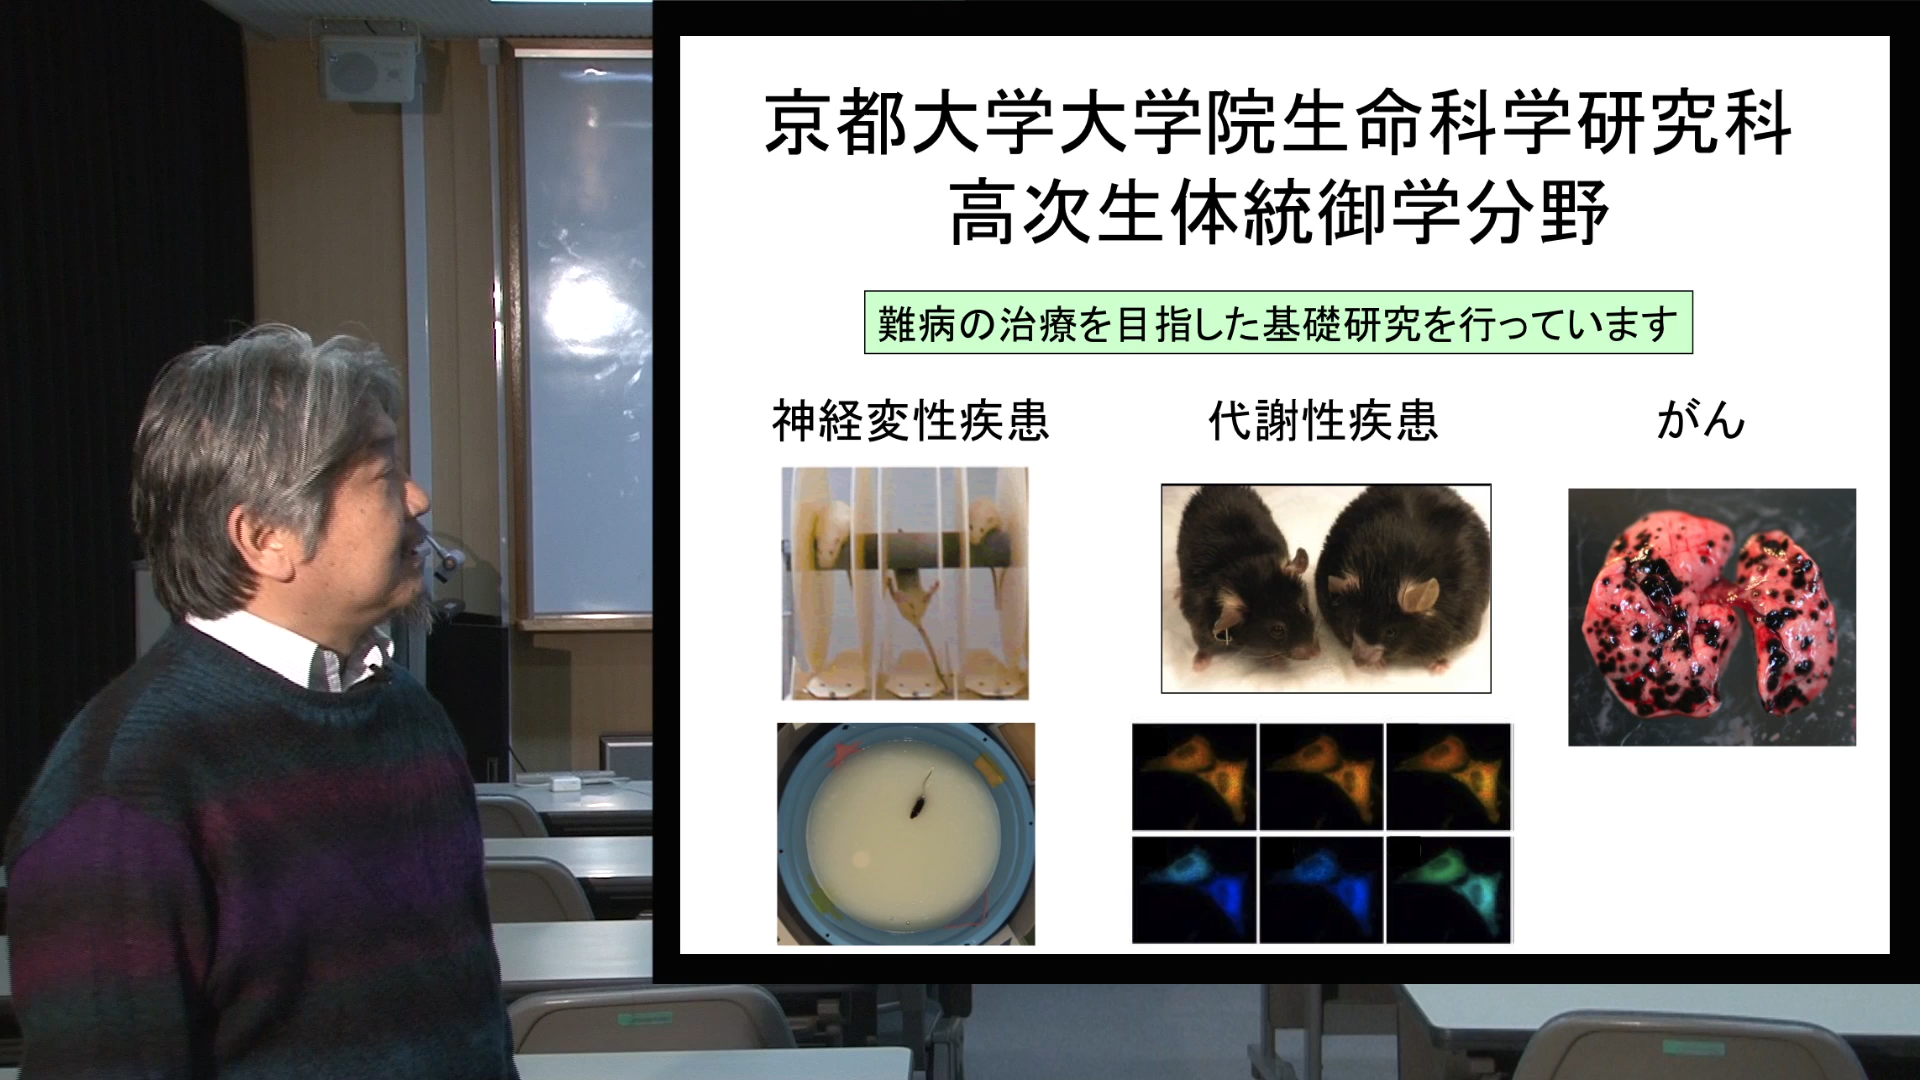 京都大学大学院生命科学研究科
高次生体統御学分野
難病の治療を目指した基礎研究を行っています
神経変性疾患
代謝性疾患
がん